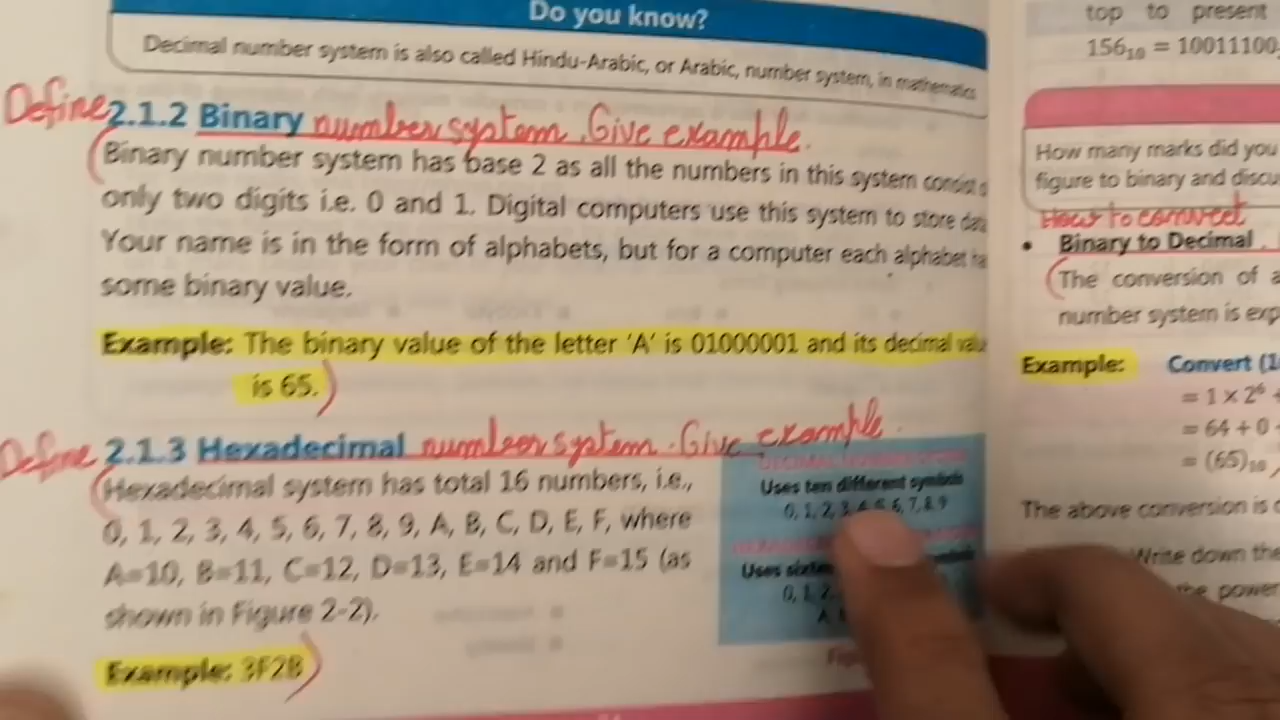 Do you know?
Decimal number system is also called Hindu-Arabic, or Arabic, number system, in mathematics
Define 2.1.2 Binary number system. Give example.
(Binary number system has base 2 as all the numbers in this system consist
only two digits i.e. 0 and 1. Digital computers use this system to store
Your name is in the form of alphabets, but for a computer each alphabet
some binary value.
Example: The binary value of the letter 'A' is 01000001 and its decimal
is 65.)
Define 2.1.3 Hexadecimal number system. Give example.
(Hexadecimal system has total 16 numbers, i.e.,
0, 1, 2, 3, 4, 5, 6, 7, 8, 9, A, B, C, D, E, F, where
A=10, B=11, C=12, D=13, E=14 and F=15 (as
shown in Figure 2-2).
Example: 3F2B)
Uses ten different symbols
0, 1, 2, 3, 4, 5, 6, 7, 8, 9
Uses
0, 1, 2
top to present
156₁₀ = 10011100
How many marks did you
figure to binary and
How to convert
• Binary to Decimal.
(The conversion of a
number system is
Example: Convert (1
= 1 × 2⁶ +
= 64 + 0
= (65)₁₀
The above conversion is
Write down the
the power